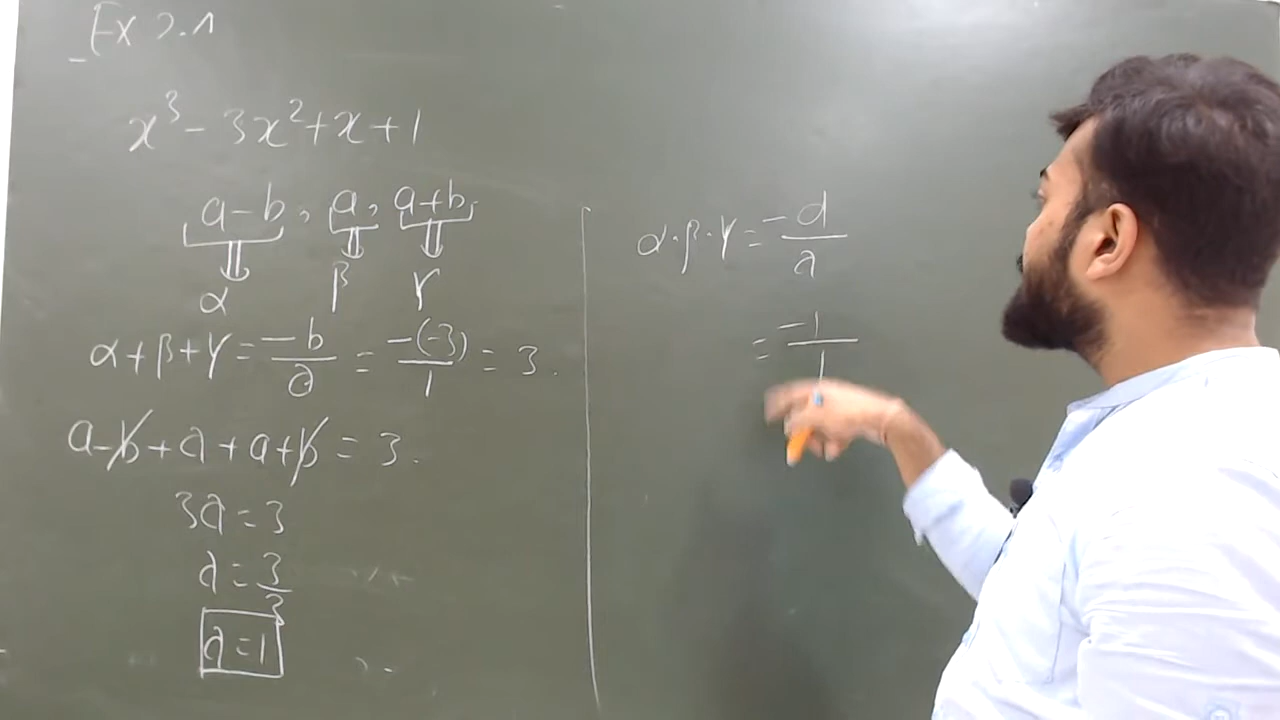 Ex 2.1
x³ - 3x² + x + 1
a-b, a, a+b.
α β γ
α+β+γ = -b/a = -(-3)/1 = 3.
a-b+a+a+b = 3.
3a = 3
a = 3/3
a = 1
α·β·γ = -d/a
= -1/1